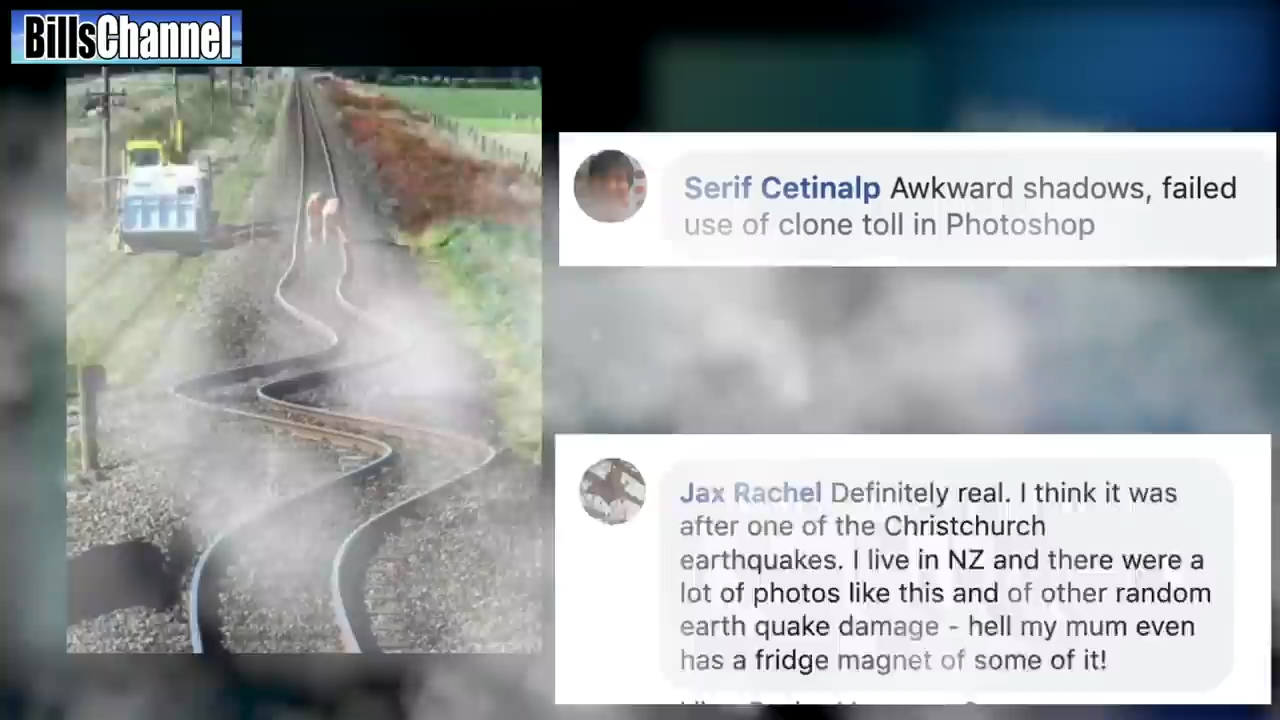 BillsChannel
Serif Cetinalp Awkward shadows, failed
use of clone toll in Photoshop
Jax Rachel Definitely real. I think it was
after one of the Christchurch
earthquakes. I live in NZ and there were a
lot of photos like this and of other random
earth quake damage - hell my mum even
has a fridge magnet of some of it!